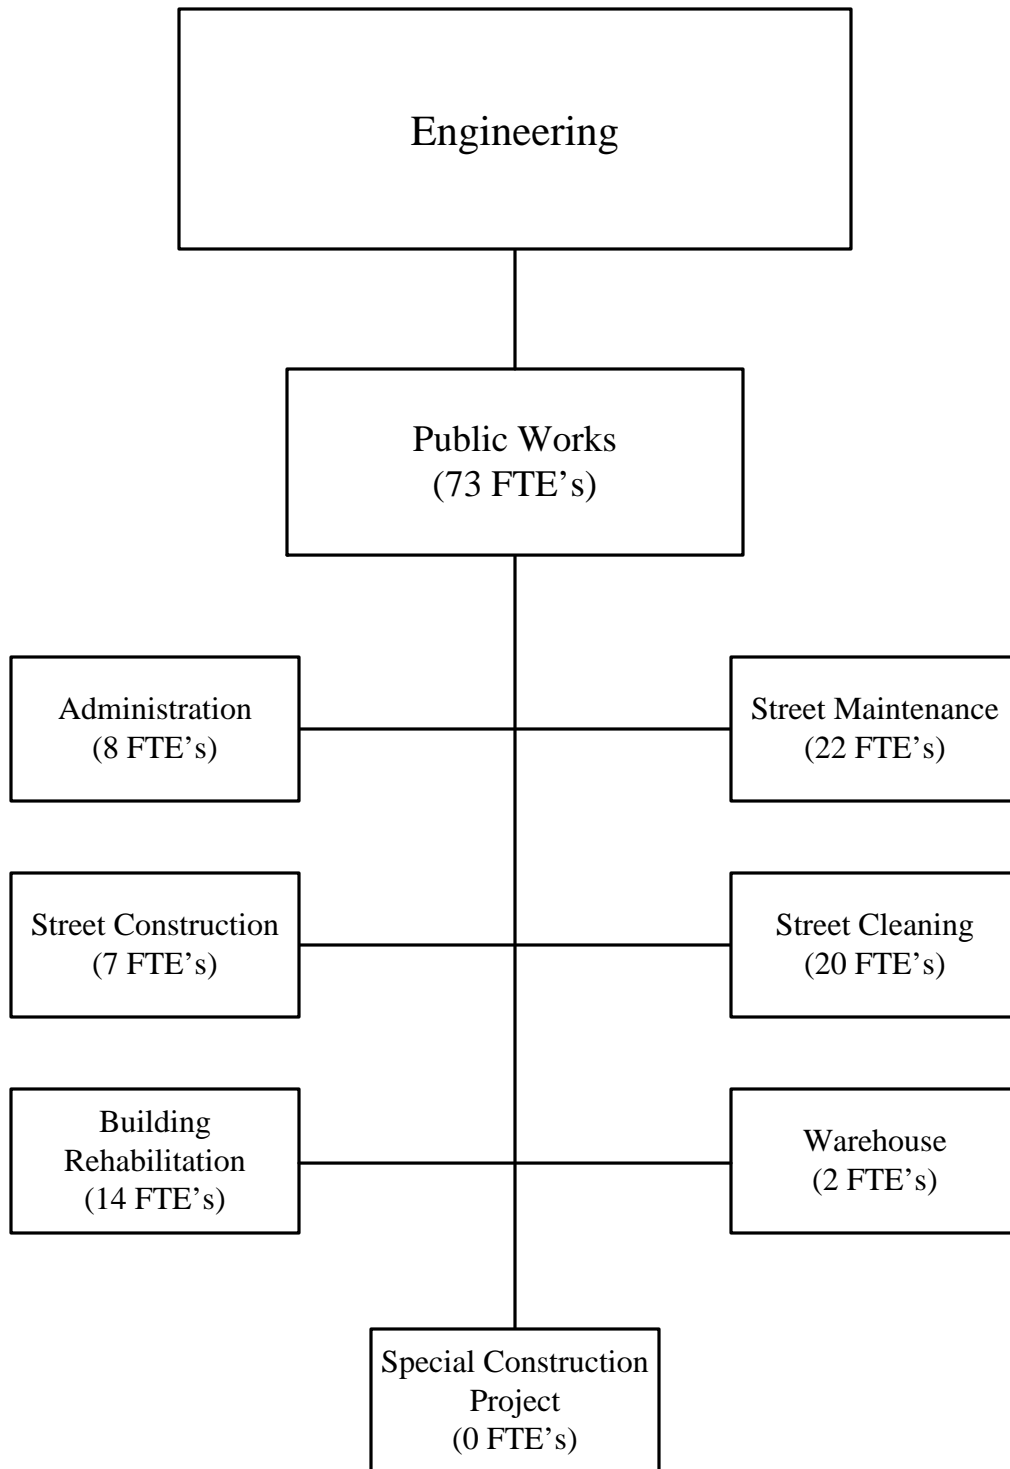 Engineering
Public Works
(73 FTE’s)
Administration
(8 FTE’s)
Street Maintenance
(22 FTE’s)
Street Construction
(7 FTE’s)
Street Cleaning
(20 FTE’s)
Building
Rehabilitation
(14 FTE’s)
Warehouse
(2 FTE’s)
Special Construction
Project
(0 FTE’s)